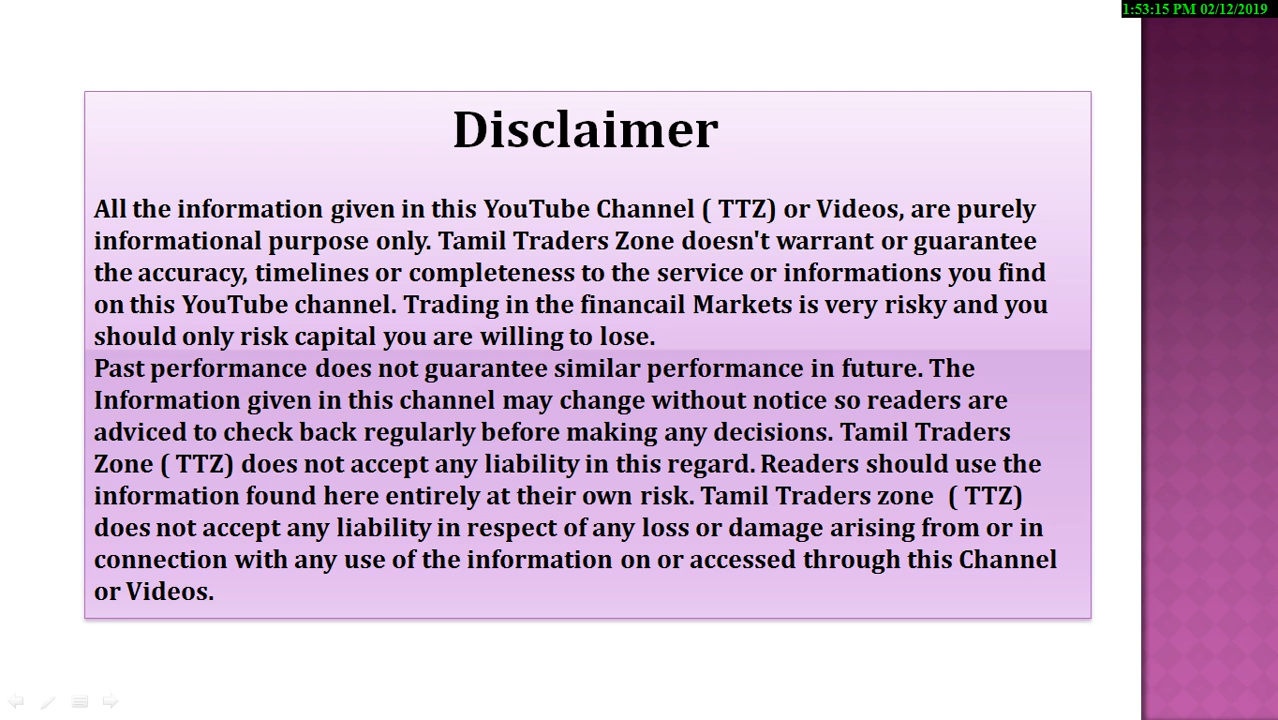 1:53:15 PM 02/12/2019
Disclaimer
All the information given in this YouTube Channel ( TTZ) or Videos, are purely
informational purpose only. Tamil Traders Zone doesn't warrant or guarantee
the accuracy, timelines or completeness to the service or informations you find
on this YouTube channel. Trading in the financail Markets is very risky and you
should only risk capital you are willing to lose.
Past performance does not guarantee similar performance in future. The
Information given in this channel may change without notice so readers are
adviced to check back regularly before making any decisions. Tamil Traders
Zone ( TTZ) does not accept any liability in this regard. Readers should use the
information found here entirely at their own risk. Tamil Traders zone  ( TTZ)
does not accept any liability in respect of any loss or damage arising from or in
connection with any use of the information on or accessed through this Channel
or Videos.